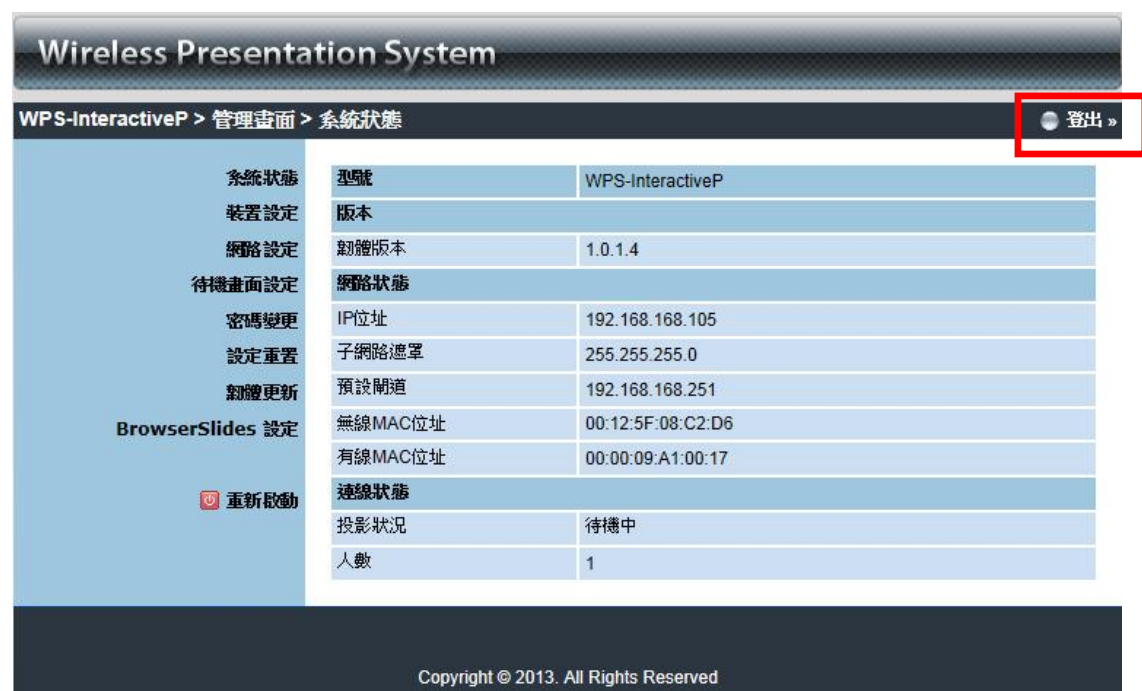 Wireless Presentation System
WPS-InteractiveP > 管理畫面 > 系統狀態
登出 »
系統狀態
裝置設定
網路設定
待機畫面設定
密碼變更
設定重置
韌體更新
BrowserSlides 設定
重新啟動
型號 WPS-InteractiveP
版本
韌體版本 1.0.1.4
網路狀態
IP位址 192.168.168.105
子網路遮罩 255.255.255.0
預設閘道 192.168.168.251
無線MAC位址 00:12:5F:08:C2:D6
有線MAC位址 00:00:09:A1:00:17
連線狀態
投影狀況 待機中
人數 1
Copyright © 2013. All Rights Reserved